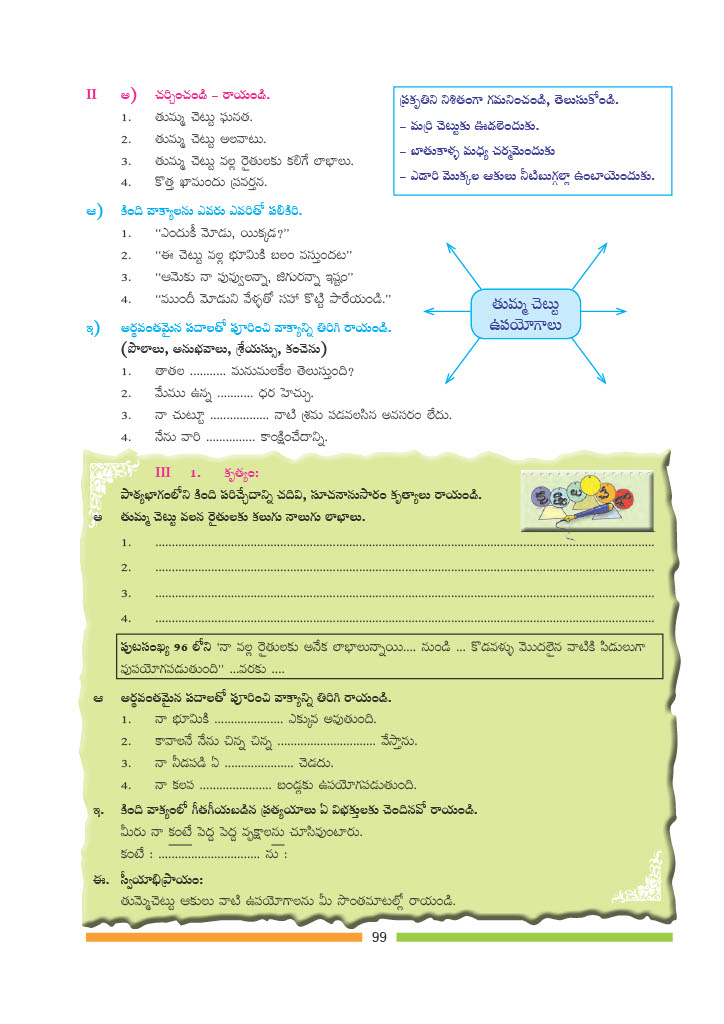 II అ) చర్చించండి – రాయండి.
1. తుమ్మ చెట్టు ఘనత.
2. తుమ్మ చెట్టు అలవాటు.
3. తుమ్మ చెట్టు వల్ల రైతులకు కలిగే లాభాలు.
4. కొత్త ఖామందు ప్రవర్తన.
ప్రకృతిని నిశితంగా గమనించండి, తెలుసుకోండి.
– మర్రి చెట్టుకు ఊడలెందుకు.
– బాతుకాళ్ళ మధ్య చర్మమెందుకు
– ఎడారి మొక్కల ఆకులు నీటిబుగ్గల్లా ఉంటాయెందుకు.
ఆ) కింది వాక్యాలను ఎవరు ఎవరితో పలికిరి.
1. “ఎందుకీ మోడు, యిక్కడ?”
2. “ఈ చెట్టు వల్ల భూమికి బలం వస్తుందట”
3. “ఆమెకు నా పువ్వులన్నా, జిగురన్నా ఇష్టం”
4. “ముందీ మోడుని వేళ్ళతో సహా కొట్టి పారేయండి.”
తుమ్మ చెట్టు
ఉపయోగాలు
ఇ) అర్థవంతమైన పదాలతో పూరించి వాక్యాన్ని తిరిగి రాయండి.
(పొలాలు, అనుభవాలు, శ్రేయస్సు, కంచెను)
1. తాతల ........... మనుమలకేల తెలుస్తుంది?
2. మేము ఉన్న ........... ధర హెచ్చు.
3. నా చుట్టూ .................. నాటి శ్రమ పడవలసిన అవసరం లేదు.
4. నేను వారి ............... కాంక్షించేదాన్ని.
III 1. కృత్యం:
పాఠ్యభాగంలోని కింది పరిచ్ఛేదాన్ని చదివి, సూచనానుసారం కృత్యాలు రాయండి.
అ తుమ్మ చెట్టు వలన రైతులకు కలుగు నాలుగు లాభాలు.
1. ........................................................................
2. ........................................................................
3. ........................................................................
4. ........................................................................
పుటసంఖ్య 96 లోని ‘నా వల్ల రైతులకు అనేక లాభాలున్నాయి.... నుండి ... కొడవళ్ళు మొదలైన వాటికి పిడులుగా
వుపయోగపడుతుంది” ...వరకు ....
ఆ అర్థవంతమైన పదాలతో పూరించి వాక్యాన్ని తిరిగి రాయండి.
1. నా భూమికి ..................... ఎక్కువ అవుతుంది.
2. కావాలనే నేను చిన్న చిన్న .............................. వేస్తాను.
3. నా నీడపడి ఏ ..................... చెడదు.
4. నా కలప ...................... బండ్లకు ఉపయోగపడుతుంది.
ఇ. కింది వాక్యంలో గీతగీయబడిన ప్రత్యయాలు ఏ విభక్తులకు చెందినవో రాయండి.
మీరు నా కంటే పెద్ద పెద్ద వృక్షాలను చూసివుంటారు.
కంటే : ............................... ను :
ఈ. స్వీయాభిప్రాయం:
తుమ్మెచెట్టు ఆకులు వాటి ఉపయోగాలను మీ సొంతమాటల్లో రాయండి.
99